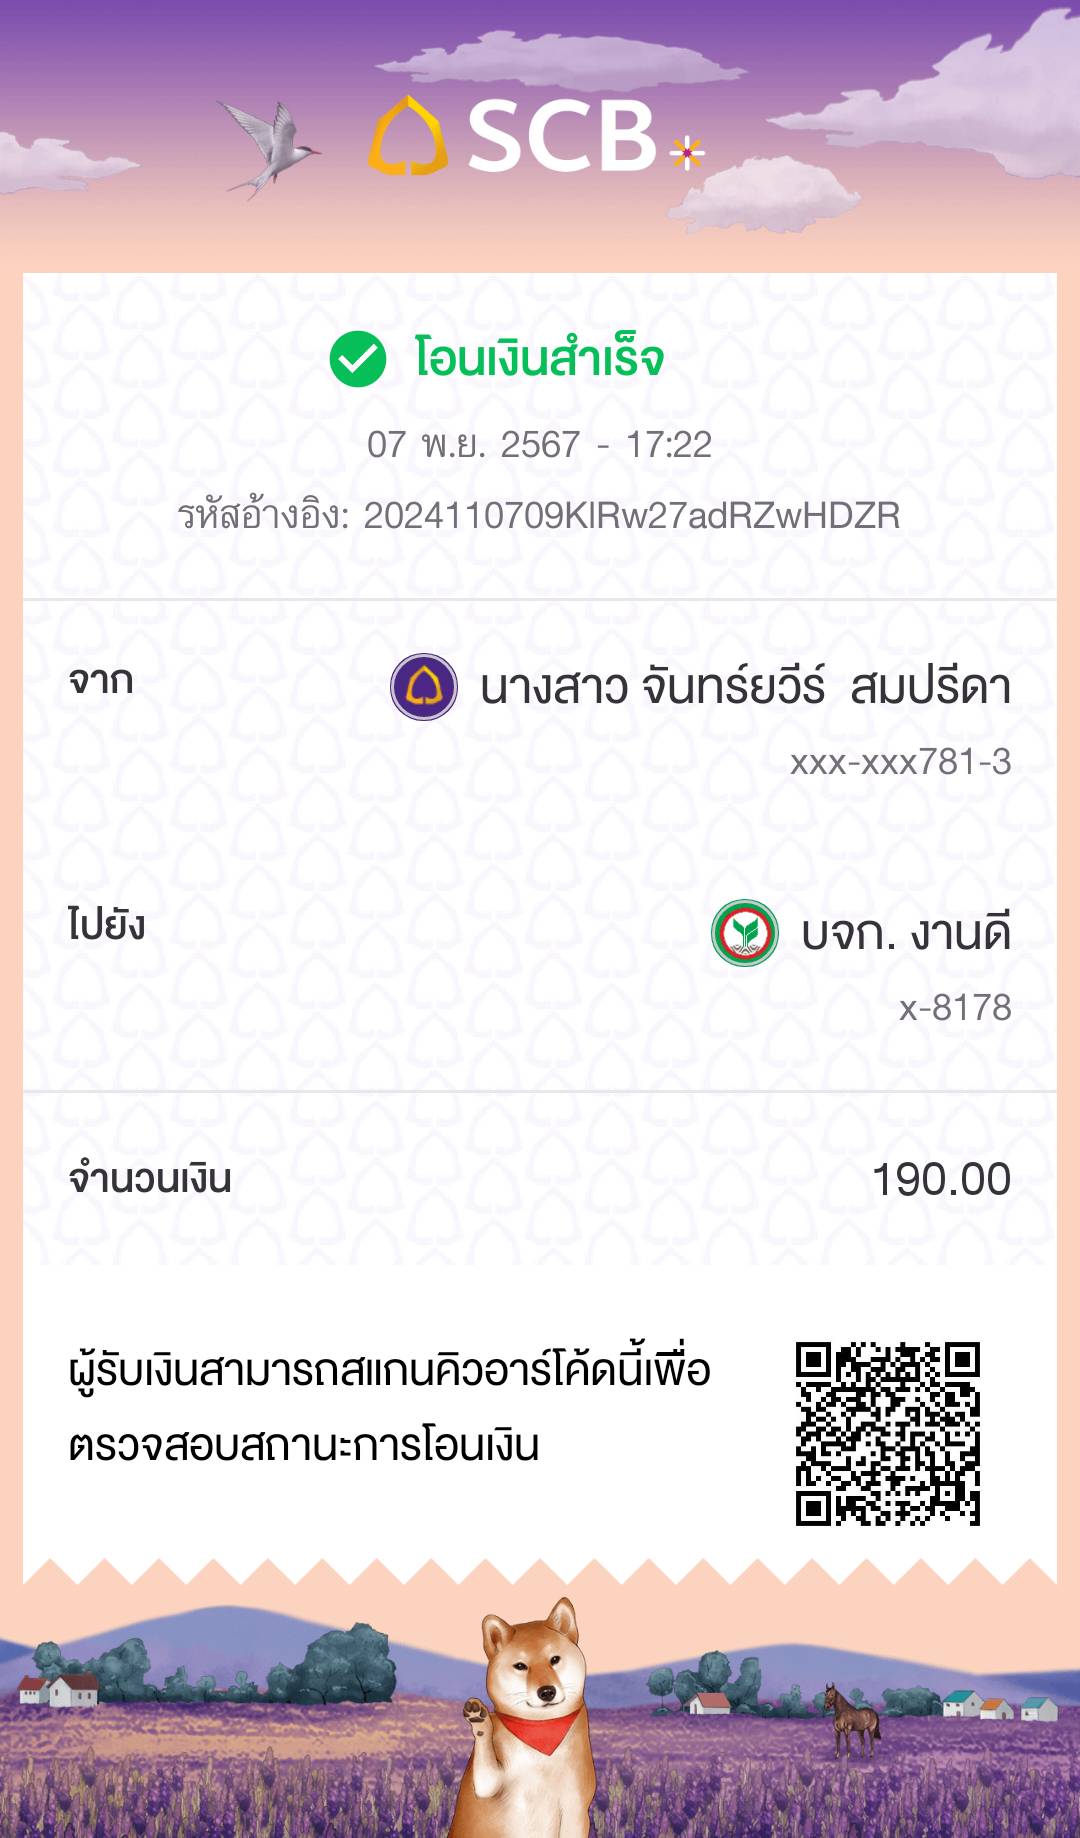 SCB
โอนเงินสำเร็จ
07 พ.ย. 2567 - 17:22
รหัสอ้างอิง: 2024110709KlRw27adRZwHDZR
จาก
นางสาว จันทร์ยวีร์ สมปรีดา
xxx-xxx781-3
ไปยัง
บจก. งานดี
x-8178
จำนวนเงิน 190.00
ผู้รับเงินสามารถสแกนคิวอาร์โค้ดนี้เพื่อ
ตรวจสอบสถานะการโอนเงิน